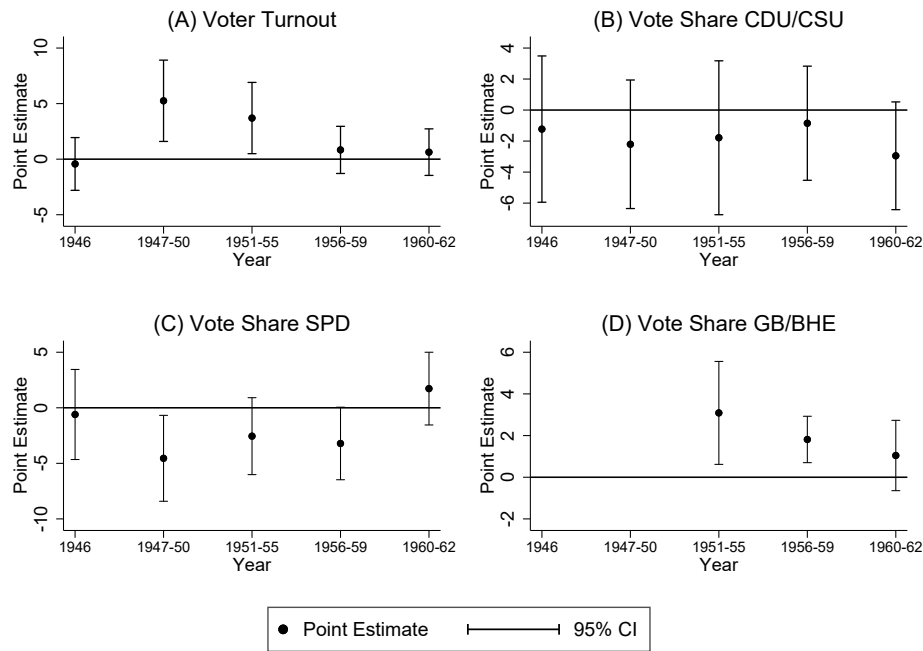 (A) Voter Turnout
Point Estimate
10
5
0
-5
1946
1947-50
1951-55
1956-59
1960-62
Year
(B) Vote Share CDU/CSU
Point Estimate
4
2
0
-2
-4
-6
1946
1947-50
1951-55
1956-59
1960-62
Year
(C) Vote Share SPD
Point Estimate
5
0
-5
-10
1946
1947-50
1951-55
1956-59
1960-62
Year
(D) Vote Share GB/BHE
Point Estimate
6
4
2
0
-2
1946
1947-50
1951-55
1956-59
1960-62
Year
Point Estimate
95% CI